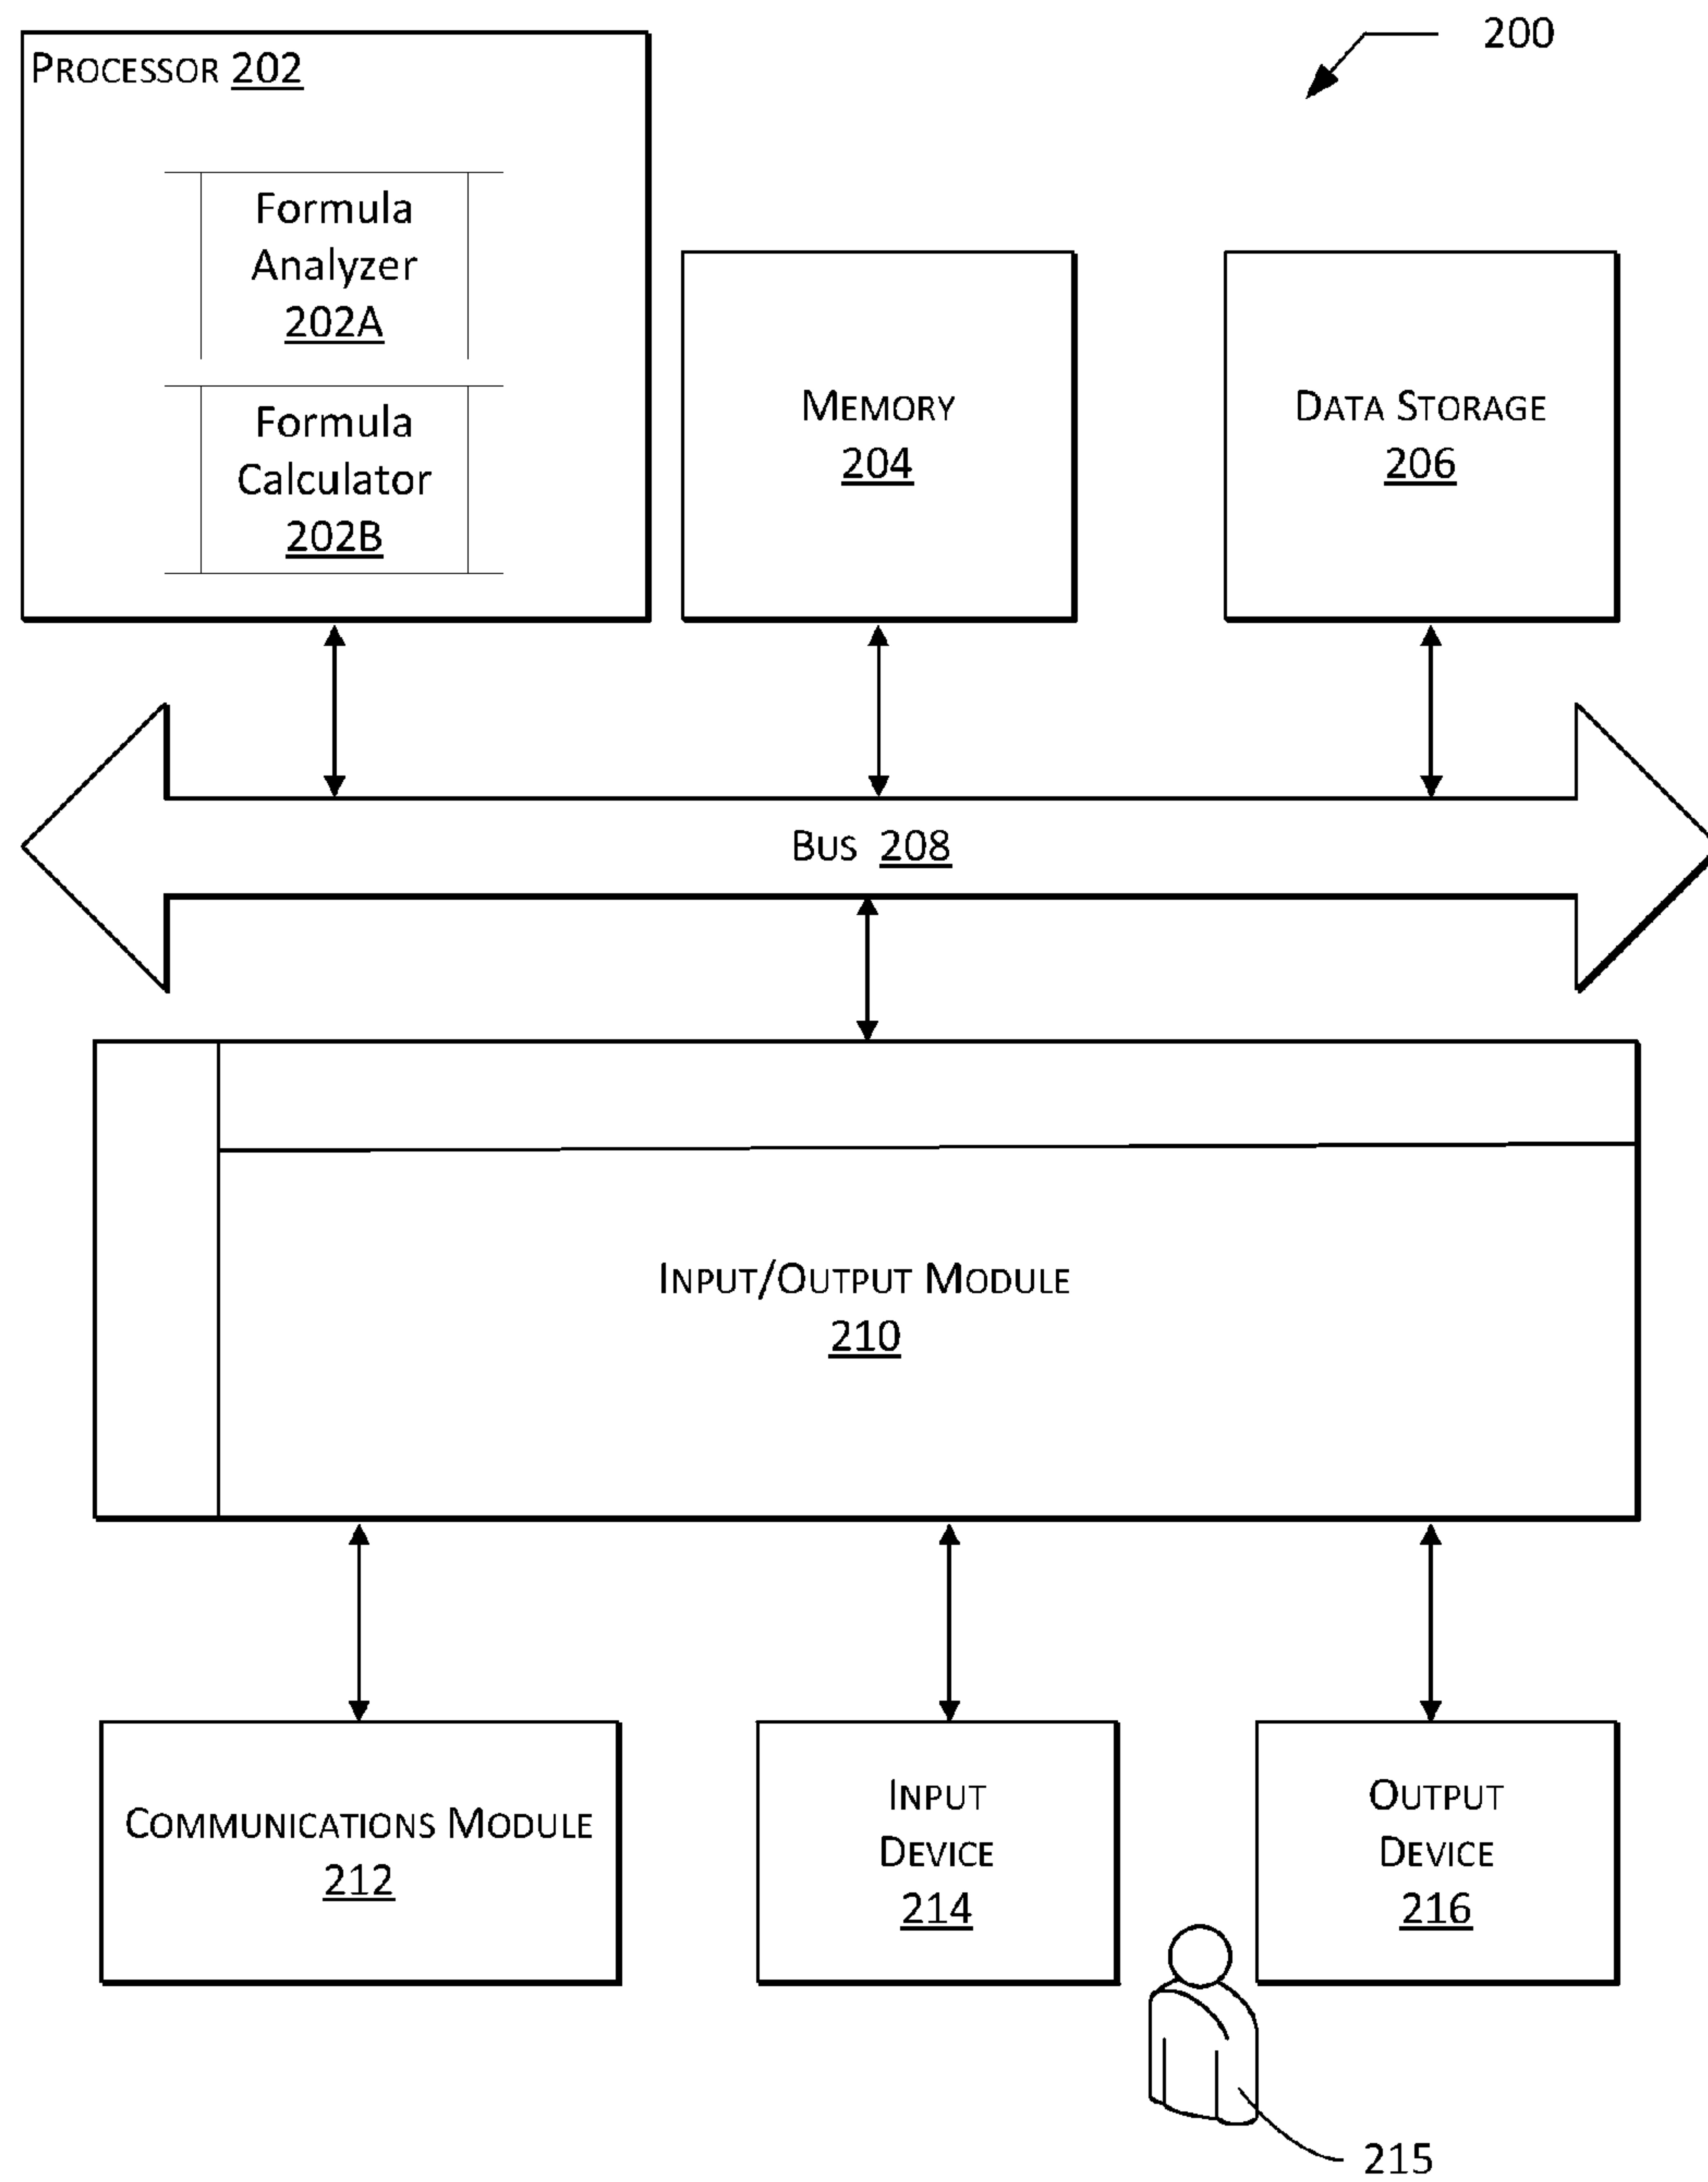 200
PROCESSOR 202
Formula
Analyzer
202A
Formula
Calculator
202B
MEMORY
204
DATA STORAGE
206
BUS 208
INPUT/OUTPUT MODULE
210
COMMUNICATIONS MODULE
212
INPUT
DEVICE
214
OUTPUT
DEVICE
216
215